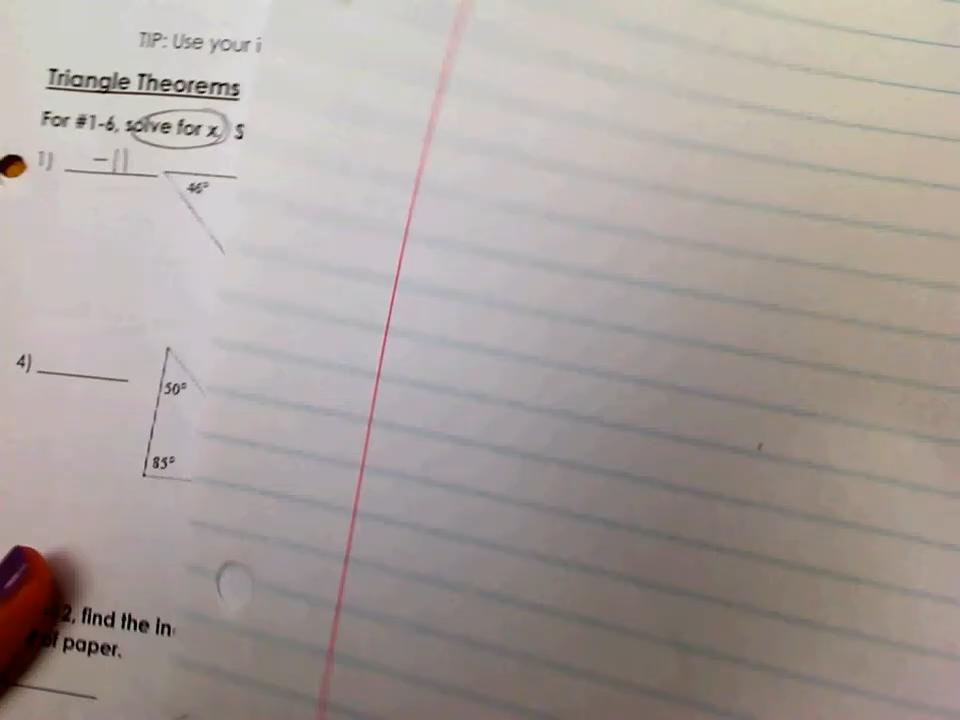 TIP: Use your i
Triangle Theorems
For #1-6, solve for x, S
1) -11
46°
4)
50°
85°
2, find the in
of paper.